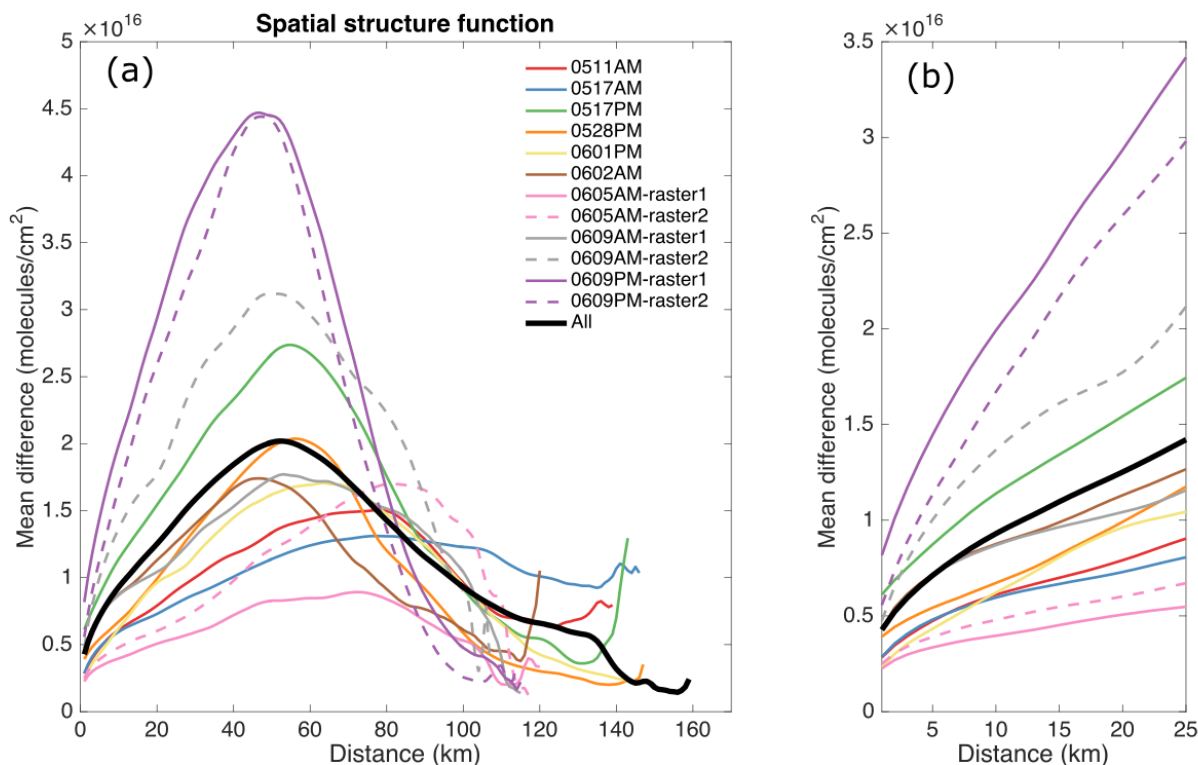 Spatial structure function
×10^16
(a)
5
4.5
4
3.5
3
2.5
2
1.5
1
0.5
0
Mean difference (molecules/cm²)
0 20 40 60 80 100 120 140 160
Distance (km)
0511AM
0517AM
0517PM
0528PM
0601PM
0602AM
0605AM-raster1
0605AM-raster2
0609AM-raster1
0609AM-raster2
0609PM-raster1
0609PM-raster2
All
×10^16
(b)
3.5
3
2.5
2
1.5
1
0.5
0
Mean difference (molecules/cm²)
5 10 15 20 25
Distance (km)